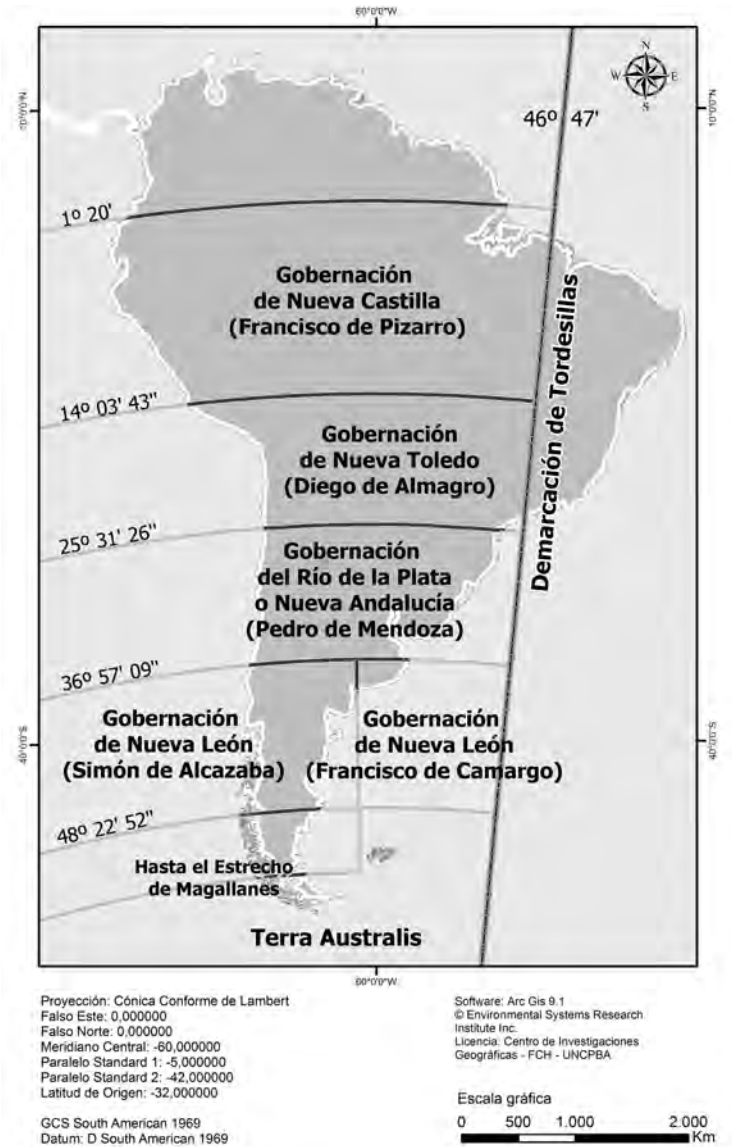 60°0'0"W
N
W E
S
10°0'0"N
46º 47'
1º 20'
Gobernación
de Nueva Castilla
(Francisco de Pizarro)
Demarcación de Tordesillas
14º 03' 43"
Gobernación
de Nueva Toledo
(Diego de Almagro)
25º 31' 26"
Gobernación
del Río de la Plata
o Nueva Andalucía
(Pedro de Mendoza)
36º 57' 09"
Gobernación
de Nueva León
(Simón de Alcazaba)
Gobernación
de Nueva León
(Francisco de Camargo)
40°0'0"S
40°0'0"S
48º 22' 52"
Hasta el Estrecho
de Magallanes
Terra Australis
60°0'0"W
Proyección: Cónica Conforme de Lambert
Falso Este: 0,000000
Falso Norte: 0,000000
Meridiano Central: -60,000000
Paralelo Standard 1: -5,000000
Paralelo Standard 2: -42,000000
Latitud de Origen: -32,000000
GCS South American 1969
Datum: D South American 1969
Software: Arc Gis 9.1
© Environmental Systems Research
Institute Inc.
Licencia: Centro de Investigaciones
Geográficas - FCH - UNCPBA
Escala gráfica
0 500 1.000 2.000
Km